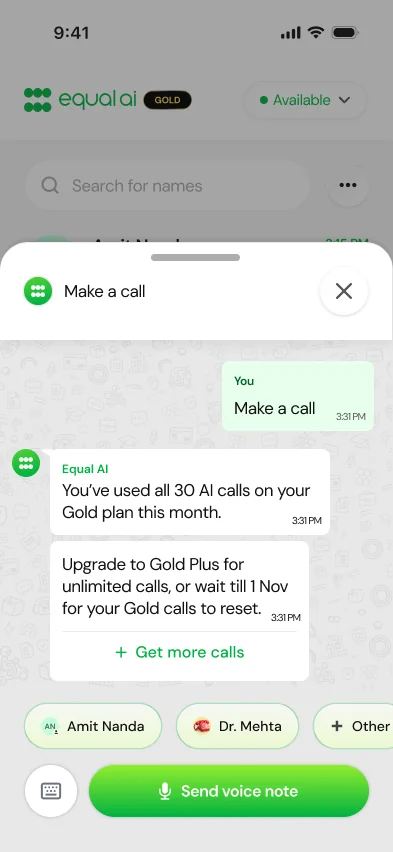 9:41
equal ai GOLD
Available
Search for names
You
Make a call
Make a call
3:31 PM
Equal AI
You’ve used all 30 AI calls on your
Gold plan this month.
3:31 PM
Upgrade to Gold Plus for
unlimited calls, or wait till 1 Nov
for your Gold calls to reset.
3:31 PM
+ Get more calls
AN
Amit Nanda
Dr. Mehta
+ Other
Send voice note